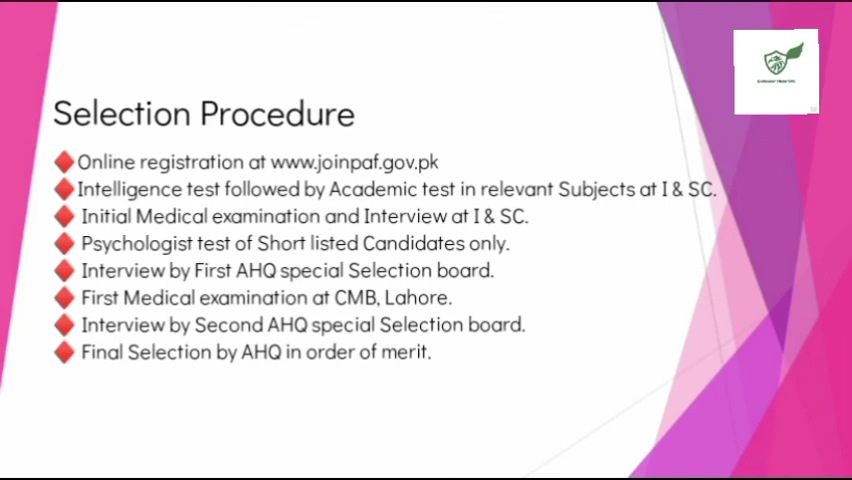 Selection Procedure
Online registration at www.joinpaf.gov.pk
Intelligence test followed by Academic test in relevant Subjects at I & SC.
Initial Medical examination and Interview at I & SC.
Psychologist test of Short listed Candidates only.
Interview by First AHQ special Selection board.
First Medical examination at CMB, Lahore.
Interview by Second AHQ special Selection board.
Final Selection by AHQ in order of merit.